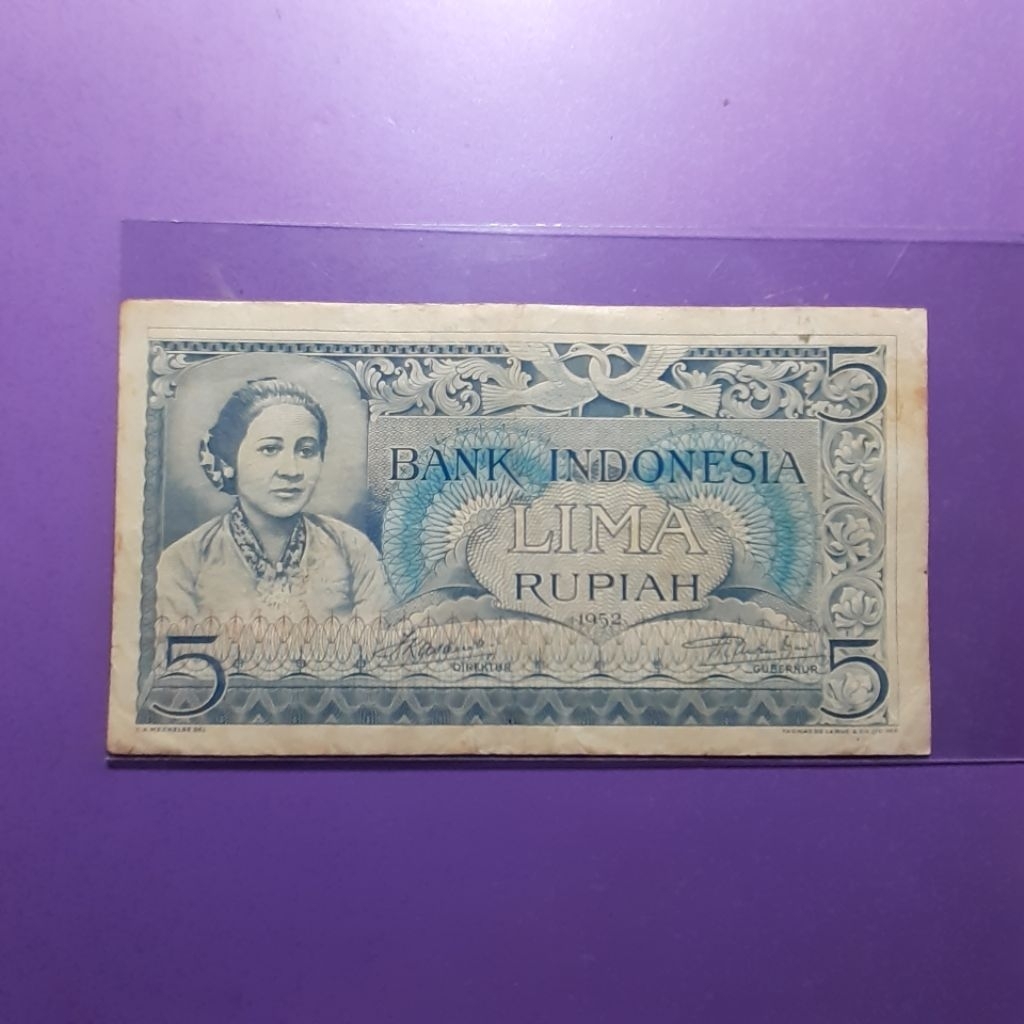 5
BANK INDONESIA
LIMA
RUPIAH
1952
DIREKTUR
GUBERNUR
5
5